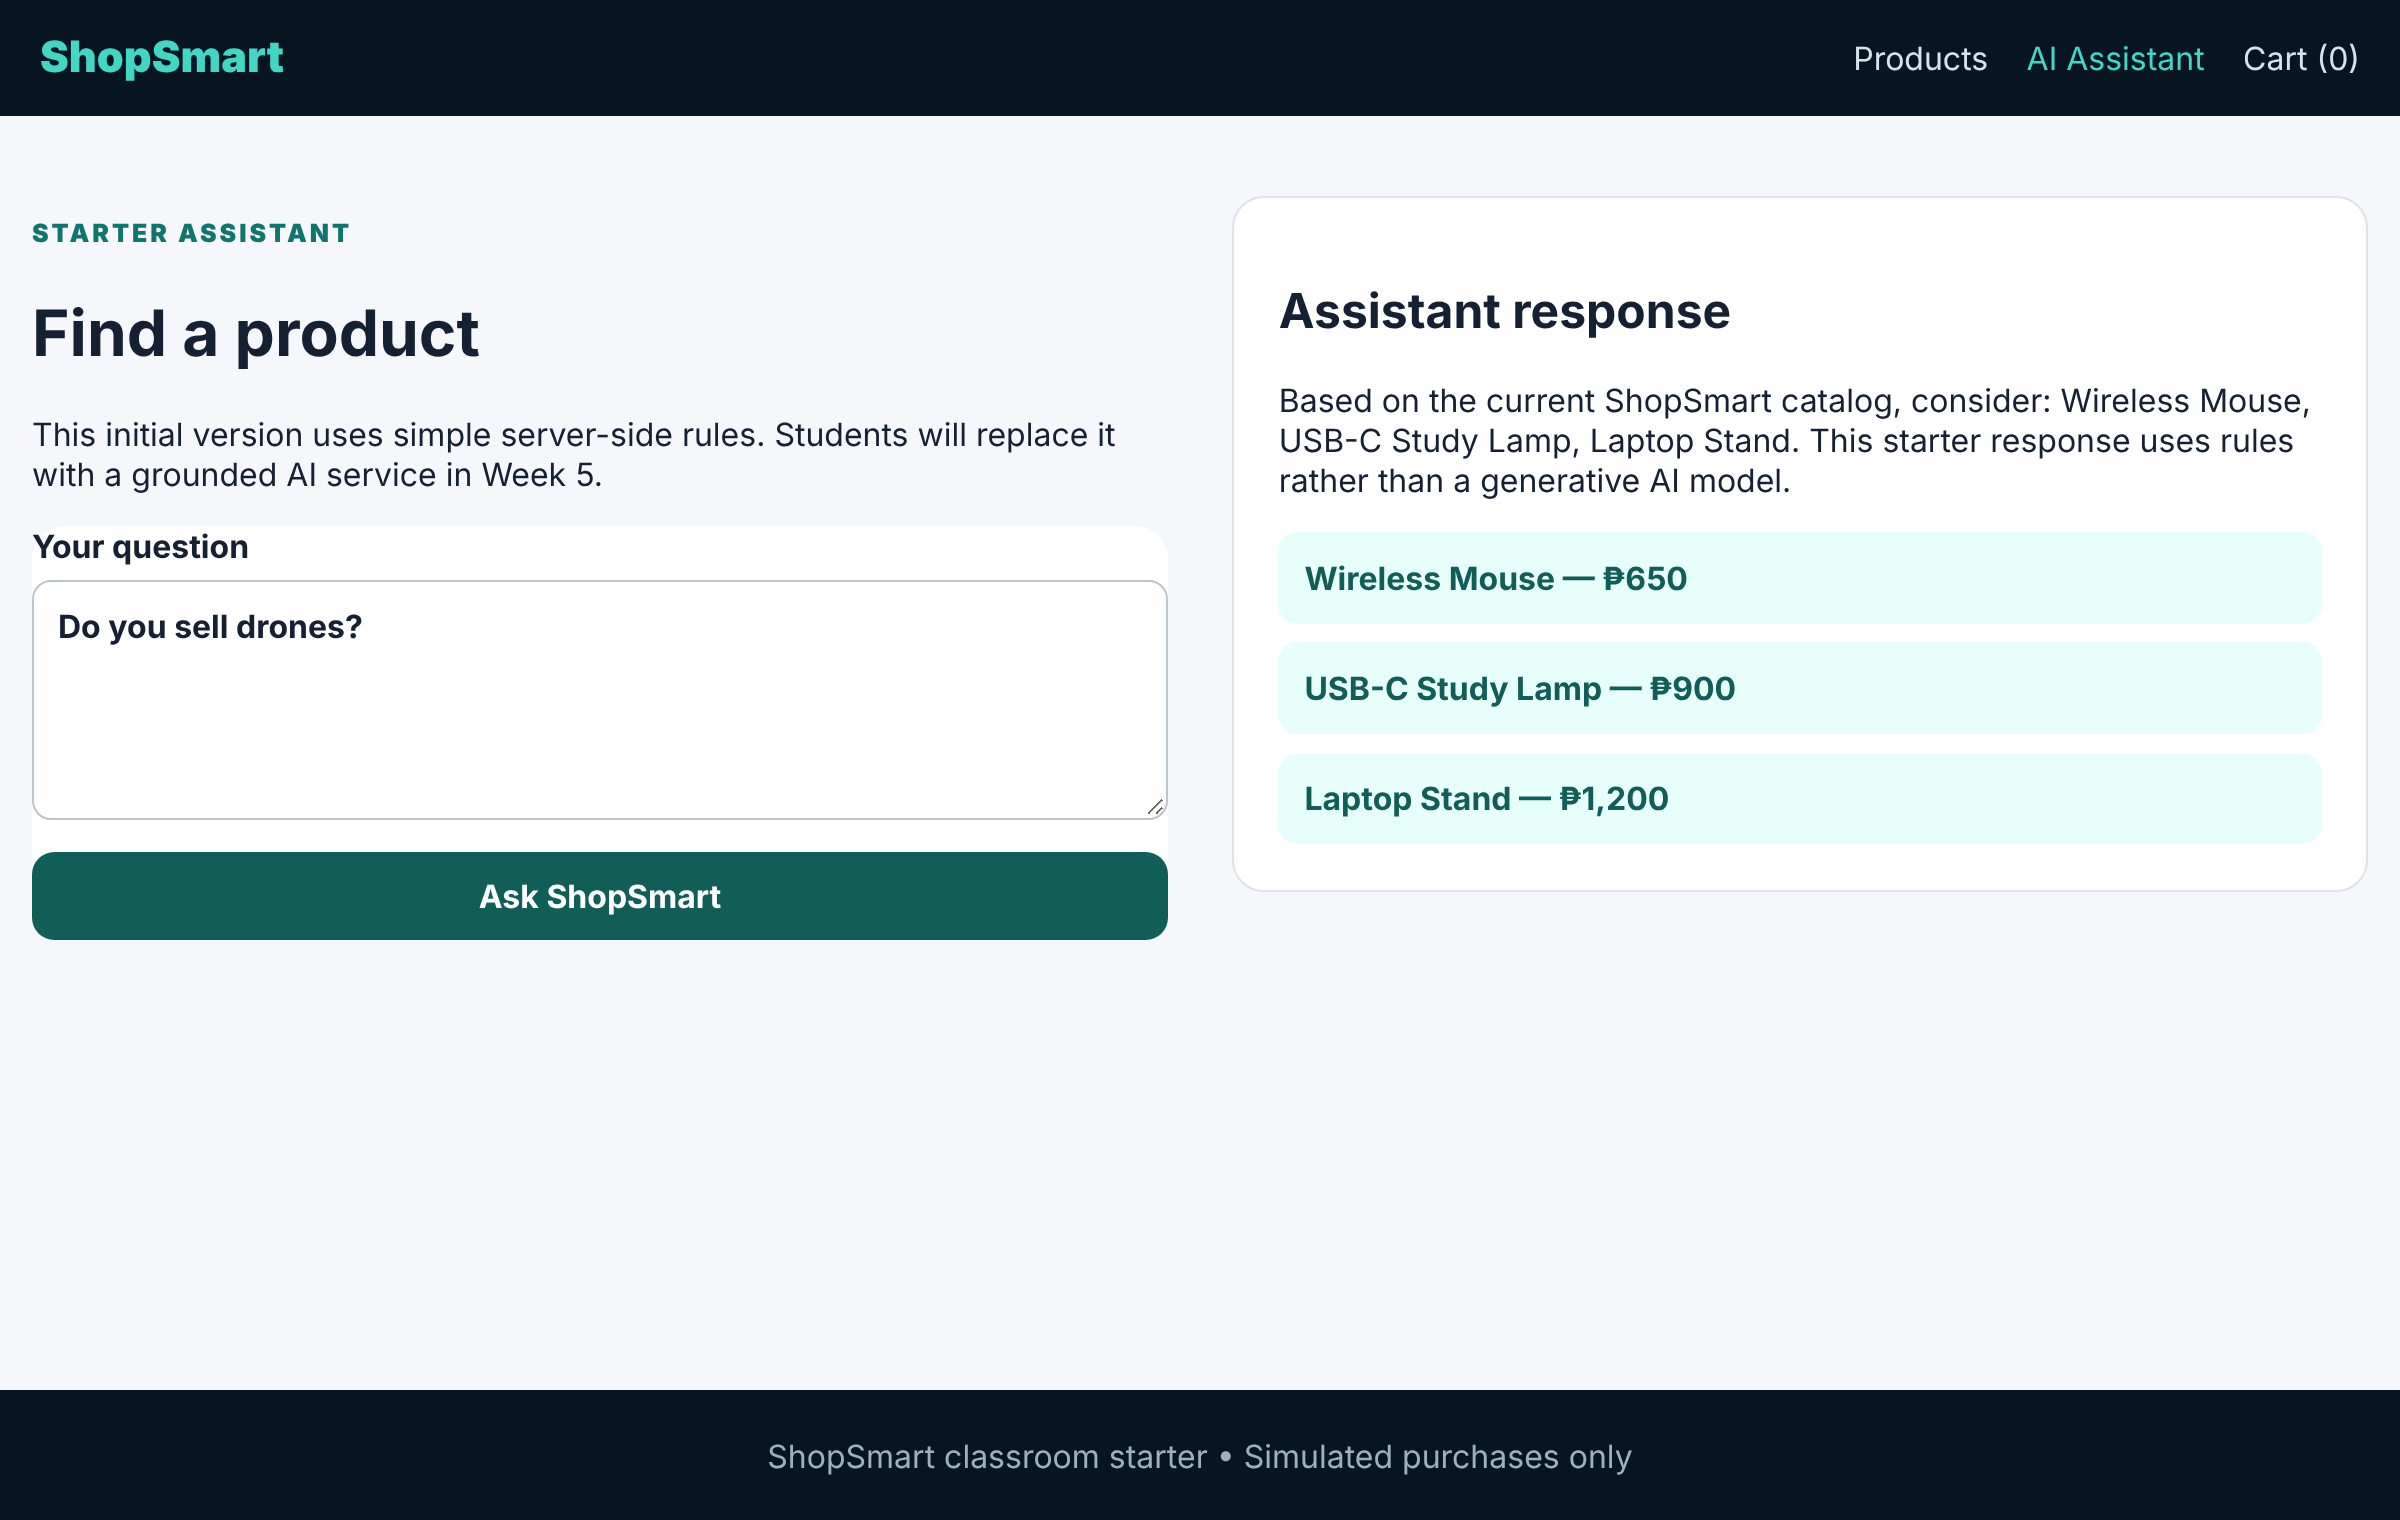 ShopSmart
Products AI Assistant Cart (0)
STARTER ASSISTANT
Find a product
This initial version uses simple server-side rules. Students will replace it
with a grounded AI service in Week 5.
Your question
Do you sell drones?
Ask ShopSmart
Assistant response
Based on the current ShopSmart catalog, consider: Wireless Mouse,
USB-C Study Lamp, Laptop Stand. This starter response uses rules
rather than a generative AI model.
Wireless Mouse — ₱650
USB-C Study Lamp — ₱900
Laptop Stand — ₱1,200
ShopSmart classroom starter • Simulated purchases only